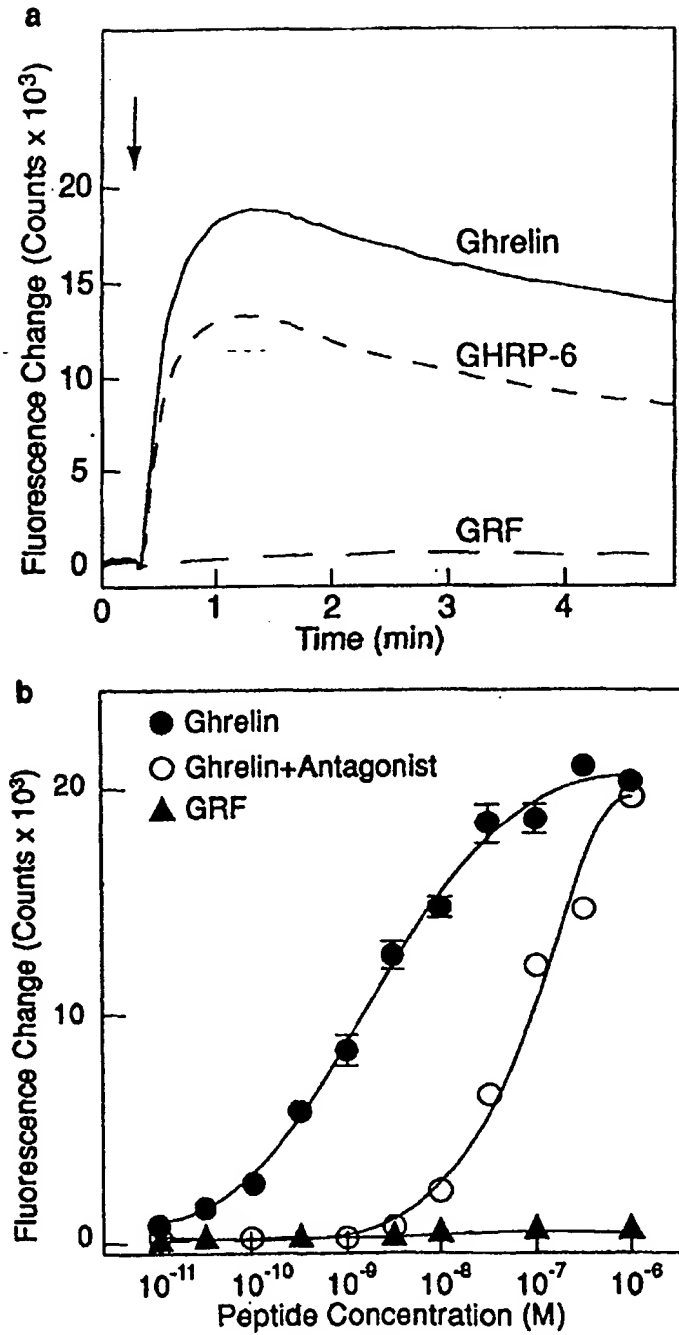 a
Fluorescence Change (Counts x 10³)
20
15
10
5
0
Ghrelin
GHRP-6
GRF
0 1 2 3 4
Time (min)
b
Fluorescence Change (Counts x 10³)
Ghrelin
Ghrelin+Antagonist
GRF
20
10
0
10⁻¹¹ 10⁻¹⁰ 10⁻⁹ 10⁻⁸ 10⁻⁷ 10⁻⁶
Peptide Concentration (M)